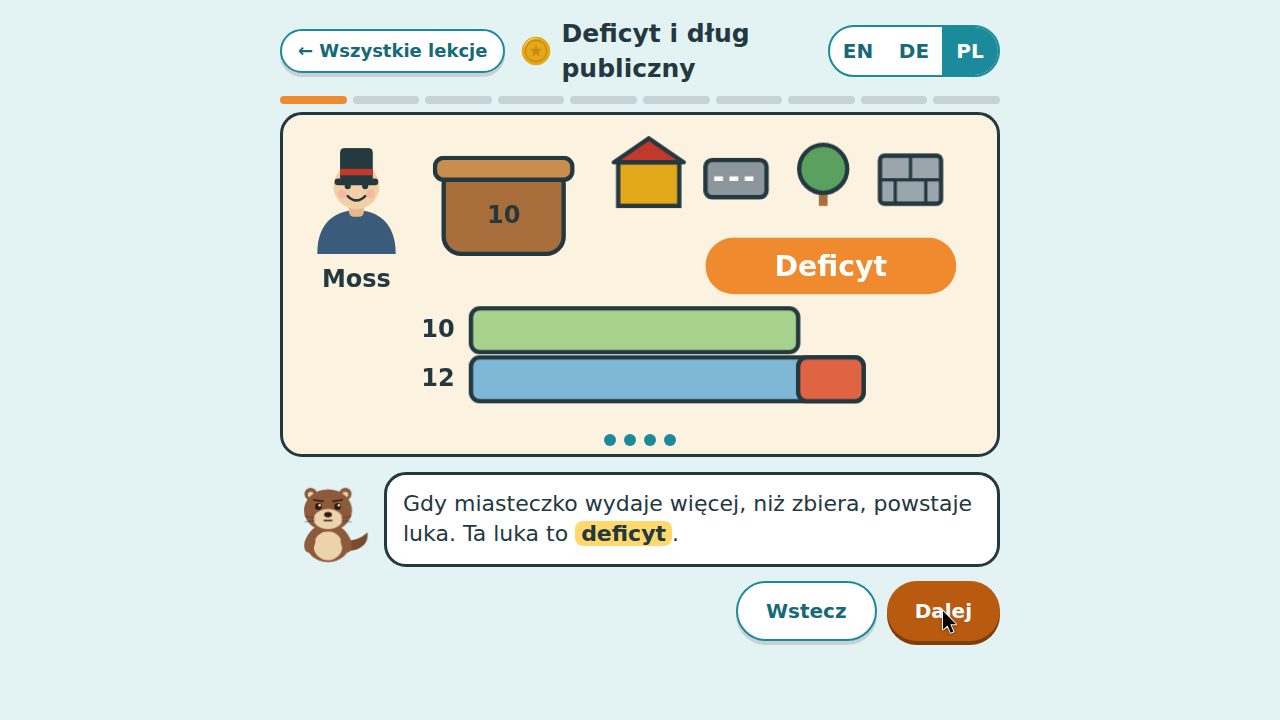 ← Wszystkie lekcje
Deficyt i dług
publiczny
EN DE PL
10
Moss
Deficyt
10
12
Gdy miasteczko wydaje więcej, niż zbiera, powstaje
luka. Ta luka to deficyt.
Wstecz
Dalej